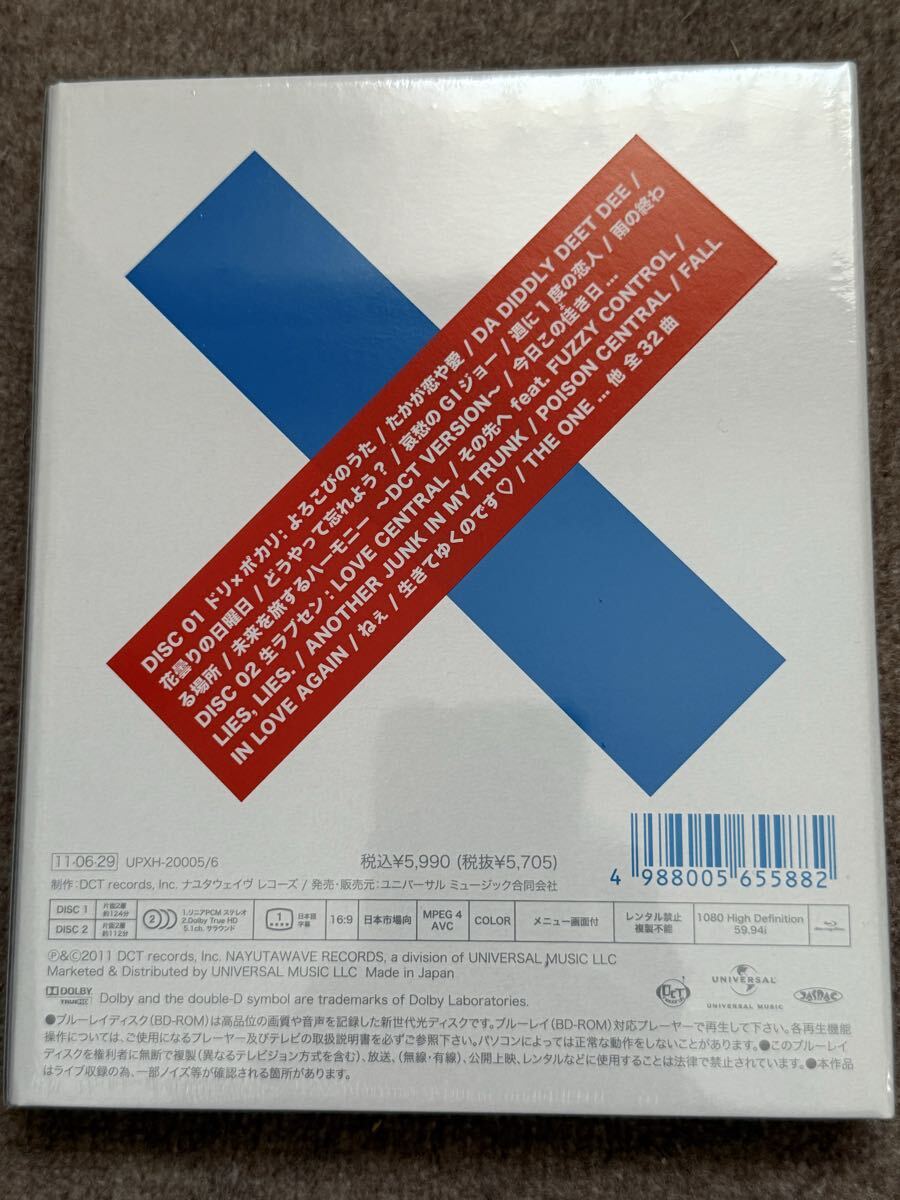 DISC 01 ドリ×ポカリ: よろこびのうた / たかが恋や愛 / DA DIDDLY DEET DEE /
花曇りの日曜日 / どうやって忘れよう? / 哀愁のGIジョー / 週に1度の恋人 / 雨の終わ
る場所 / 未来を旅するハーモニー ~DCT VERSION~ / 今日この佳き日 ...
DISC 02 生ラブセン: LOVE CENTRAL / その先へ feat. FUZZY CONTROL /
LIES, LIES. / ANOTHER JUNK IN MY TRUNK / POISON CENTRAL / FALL
IN LOVE AGAIN / ねぇ / 生きてゆくのです♡ / THE ONE ... 他 全32曲
11·06·29 UPXH-20005/6 税込¥5,990 (税抜¥5,705)
制作: DCT records, Inc. ナユタウェイヴ レコーズ / 発売・販売元: ユニバーサル ミュージック合同会社
4 988005 655882
DISC 1 片面2層 約124分
DISC 2 片面2層 約112分
2))) 1.リニアPCM ステレオ 2.Dolby True HD 5.1ch. サラウンド
1 日本語字幕
16:9 日本市場向 MPEG 4 AVC COLOR メニュー画面付 レンタル禁止 複製不能 1080 High Definition 59.94i
℗&©2011 DCT records, Inc. NAYUTAWAVE RECORDS, a division of UNIVERSAL MUSIC LLC
Marketed & Distributed by UNIVERSAL MUSIC LLC Made in Japan
DOLBY TRUEHD Dolby and the double-D symbol are trademarks of Dolby Laboratories.
DCT UNIVERSAL UNIVERSAL MUSIC JASRAC
●ブルーレイディスク(BD-ROM)は高品位の画質や音声を記録した新世代光ディスクです。ブルーレイ(BD-ROM)対応プレーヤーで再生して下さい。各再生機能
操作については、ご使用になるプレーヤー及びテレビの取扱説明書を必ずご参照下さい。パソコンによっては正常な動作をしないことがあります。●このブルーレイ
ディスクを権利者に無断で複製(異なるテレビジョン方式を含む)、放送、(無線・有線)、公開上映、レンタルなどに使用することは法律で禁止されています。●本作品
はライブ収録の為、一部ノイズ等が確認される箇所があります。